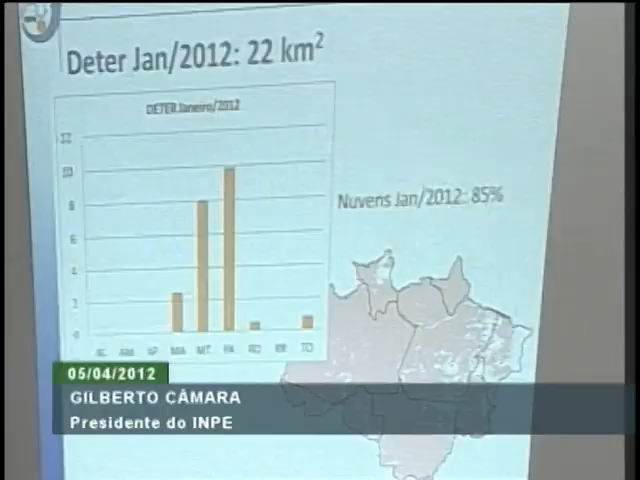 Deter Jan/2012: 22 km²
DETER Janeiro/2012
12
10
8
6
4
2
0
AC AM AP MA MT PA RO RR TO
Nuvens Jan/2012: 85%
05/04/2012
GILBERTO CÂMARA
Presidente do INPE